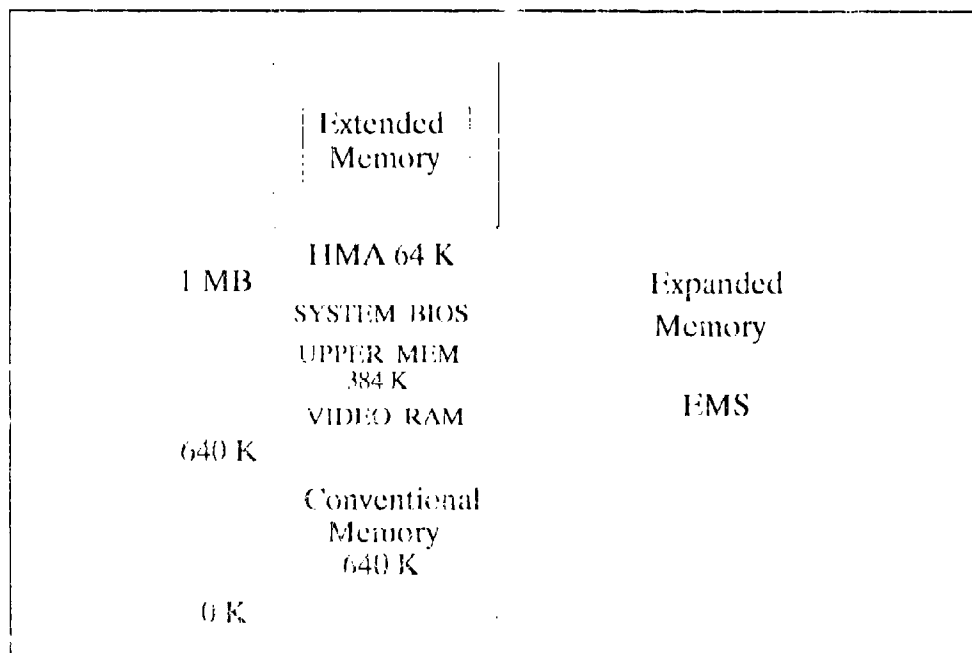 Extended
Memory
HMA 64 K
1 MB
SYSTEM BIOS
UPPER MEM
384 K
VIDEO RAM
640 K
Conventional
Memory
640 K
0 K
Expanded
Memory
EMS